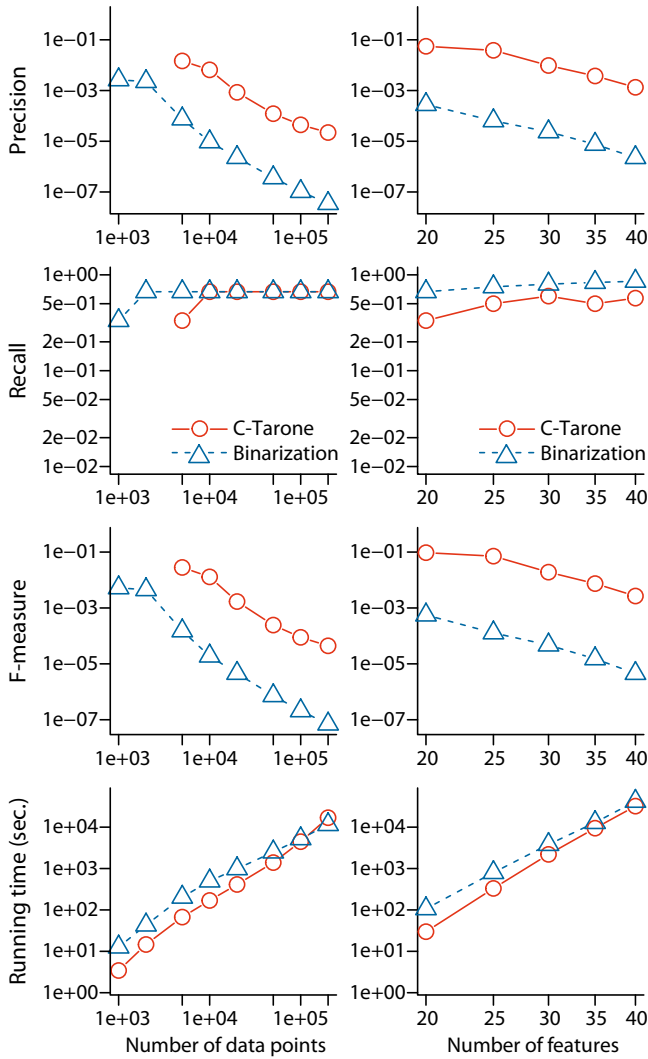 Precision
1e−01
1e−03
1e−05
1e−07
1e+03 1e+04 1e+05
1e−01
1e−03
1e−05
1e−07
20 25 30 35 40
Recall
1e+00
5e−01
2e−01
1e−01
5e−02
2e−02
1e−02
C-Tarone
Binarization
1e+03 1e+04 1e+05
1e+00
5e−01
2e−01
1e−01
5e−02
2e−02
1e−02
C-Tarone
Binarization
20 25 30 35 40
F-measure
1e−01
1e−03
1e−05
1e−07
1e+03 1e+04 1e+05
1e−01
1e−03
1e−05
1e−07
20 25 30 35 40
Running time (sec.)
1e+04
1e+03
1e+02
1e+01
1e+00
1e+03 1e+04 1e+05
Number of data points
1e+04
1e+03
1e+02
1e+01
1e+00
20 25 30 35 40
Number of features